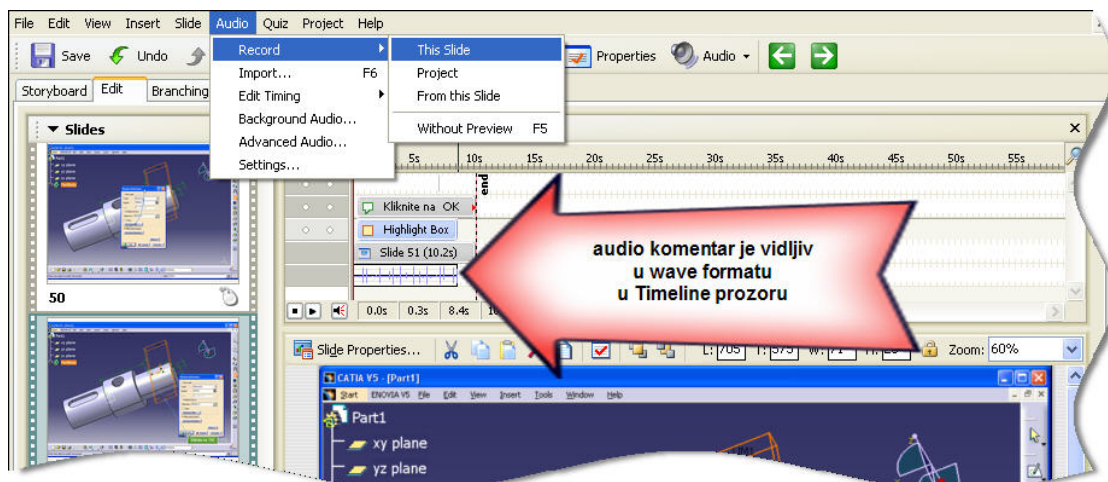 File Edit View Insert Slide Audio Quiz Project Help
Save Undo Properties Audio
Record This Slide
Import... F6 Project
Edit Timing From this Slide
Background Audio... Without Preview F5
Advanced Audio...
Settings...
Storyboard Edit Branching
Slides
5s 10s 15s 20s 25s 30s 35s 40s 45s 50s 55s
end
Kliknite na OK
Highlight Box
Slide 51 (10.2s)
audio komentar je vidljiv
u wave formatu
u Timeline prozoru
50
0.0s 0.3s 8.4s
Slide Properties... Zoom: 60%
CATIA V5 - [Part1]
Start ENOVIA V5 File Edit View Insert Tools Window Help
Part1
xy plane
yz plane